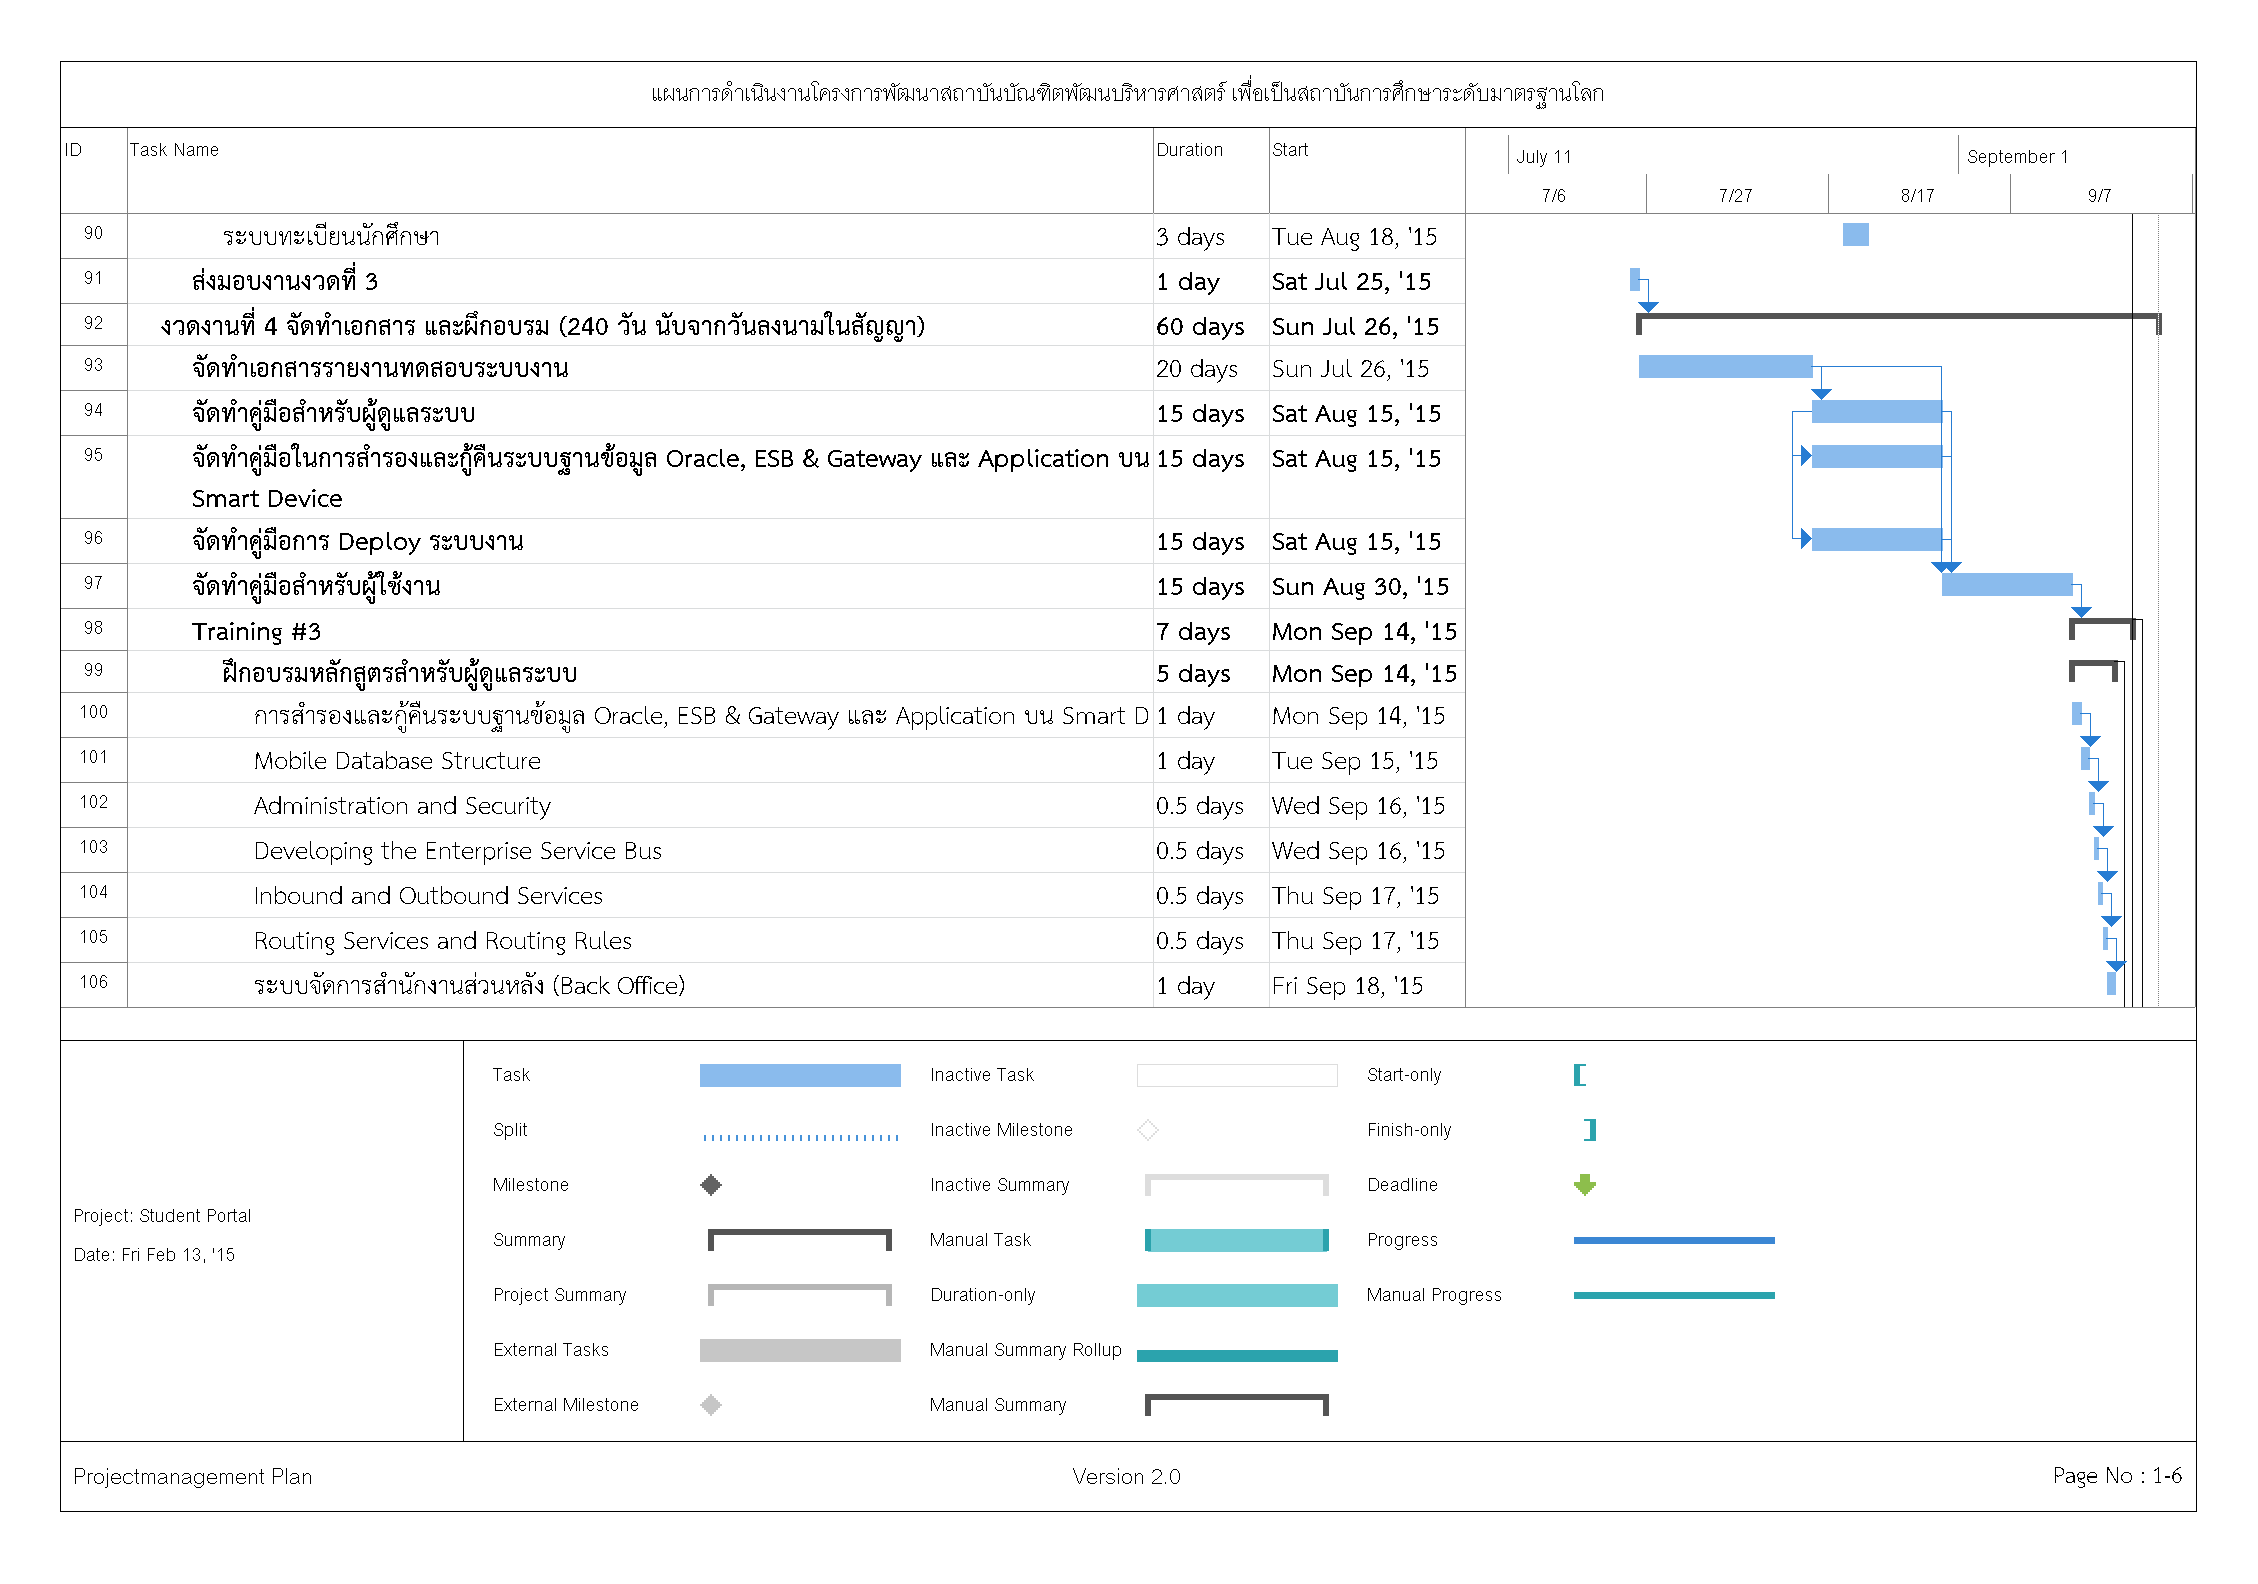 แผนการดำเนินงานโครงการพัฒนาสถาบันบัณฑิตพัฒนบริหารศาสตร์ เพื่อเป็นสถาบันการศึกษาระดับมาตรฐานโลก
ID Task Name Duration Start July 11 September 1
7/6 7/27 8/17 9/7
90 ระบบทะเบียนนักศึกษา 3 days Tue Aug 18, '15
91 ส่งมอบงานงวดที่ 3 1 day Sat Jul 25, '15
92 งวดงานที่ 4 จัดทำเอกสาร และผึกอบรม (240 วัน นับจากวันลงนามในสัญญา) 60 days Sun Jul 26, '15
93 จัดทำเอกสารรายงานทดสอบระบบงาน 20 days Sun Jul 26, '15
94 จัดทำคู่มือสำหรับผู้ดูแลระบบ 15 days Sat Aug 15, '15
95 จัดทำคู่มือในการสำรองและกู้คืนระบบฐานข้อมูล Oracle, ESB & Gateway และ Application บน 15 days Sat Aug 15, '15
Smart Device
96 จัดทำคู่มือการ Deploy ระบบงาน 15 days Sat Aug 15, '15
97 จัดทำคู่มือสำหรับผู้ใช้งาน 15 days Sun Aug 30, '15
98 Training #3 7 days Mon Sep 14, '15
99 ฝึกอบรมหลักสูตรสำหรับผู้ดูแลระบบ 5 days Mon Sep 14, '15
100 การสำรองและกู้คืนระบบฐานข้อมูล Oracle, ESB & Gateway และ Application บน Smart D 1 day Mon Sep 14, '15
101 Mobile Database Structure 1 day Tue Sep 15, '15
102 Administration and Security 0.5 days Wed Sep 16, '15
103 Developing the Enterprise Service Bus 0.5 days Wed Sep 16, '15
104 Inbound and Outbound Services 0.5 days Thu Sep 17, '15
105 Routing Services and Routing Rules 0.5 days Thu Sep 17, '15
106 ระบบจัดการสำนักงานส่วนหลัง (Back Office) 1 day Fri Sep 18, '15
Project: Student Portal
Date: Fri Feb 13, '15
Task Inactive Task Start-only
Split Inactive Milestone Finish-only
Milestone Inactive Summary Deadline
Summary Manual Task Progress
Project Summary Duration-only Manual Progress
External Tasks Manual Summary Rollup
External Milestone Manual Summary
Projectmanagement Plan Version 2.0 Page No : 1-6